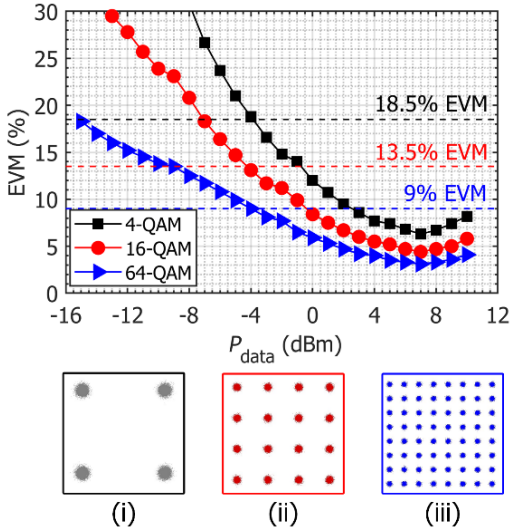 30
25
20
15
10
5
0
EVM (%)
18.5% EVM
13.5% EVM
9% EVM
4-QAM
16-QAM
64-QAM
-16 -12 -8 -4 0 4 8 12
Pdata (dBm)
(i) (ii) (iii)